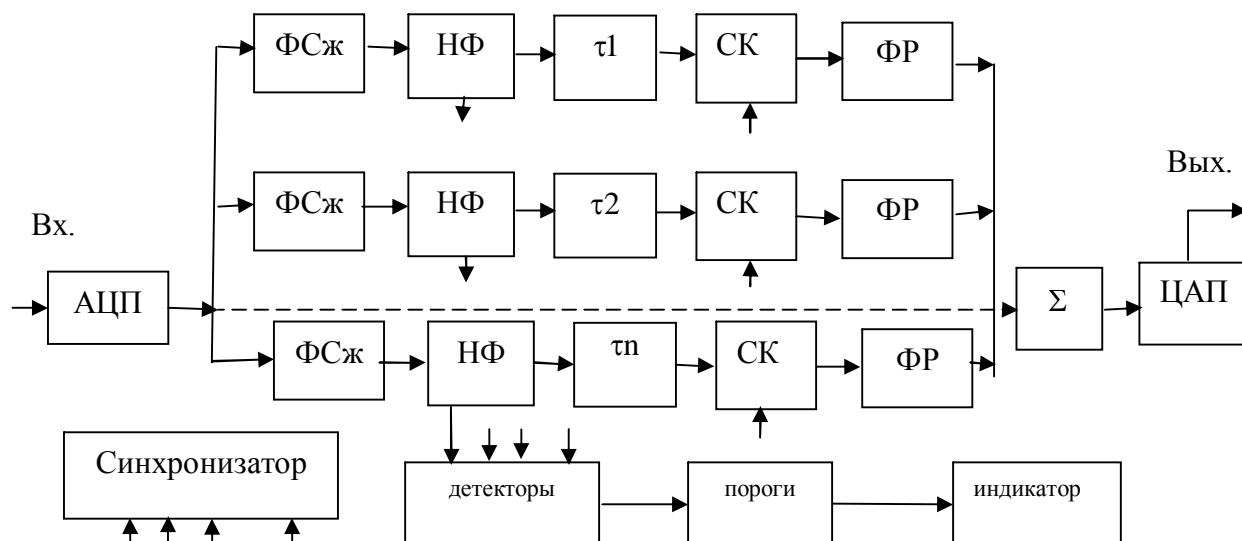 ФСж НФ τ1 СК ФР
Вых.
ФСж НФ τ2 СК ФР
Вх.
АЦП Σ ЦАП
ФСж НФ τn СК ФР
Синхронизатор
детекторы пороги индикатор